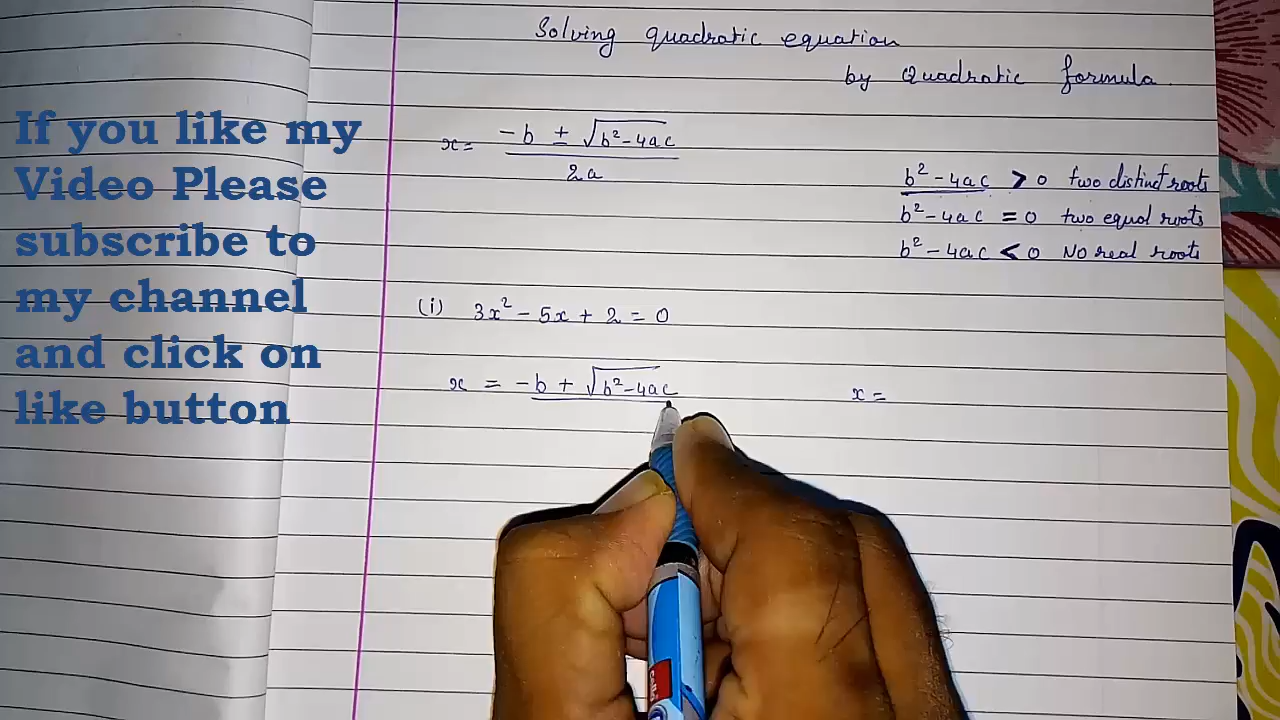 Solving quadratic equation
by Quadratic formula
x = -b ± √b²-4ac / 2a
b² - 4ac > 0 two distinct roots
b² - 4ac = 0 two equal roots
b² - 4ac < 0 No real roots
(i) 3x² - 5x + 2 = 0
x = -b + √b²-4ac
x =
If you like my
Video Please
subscribe to
my channel
and click on
like button